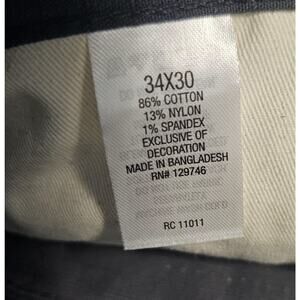 34X30
86% COTTON
13% NYLON
1% SPANDEX
EXCLUSIVE OF
DECORATION
MADE IN BANGLADESH
RN# 129746
RC 11011